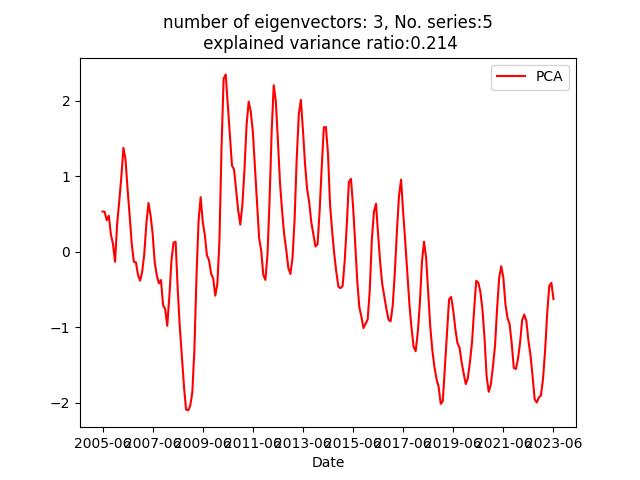 number of eigenvectors: 3, No. series:5
explained variance ratio:0.214
PCA
2
1
0
−1
−2
2005-06 2007-06 2009-06 2011-06 2013-06 2015-06 2017-06 2019-06 2021-06 2023-06
Date